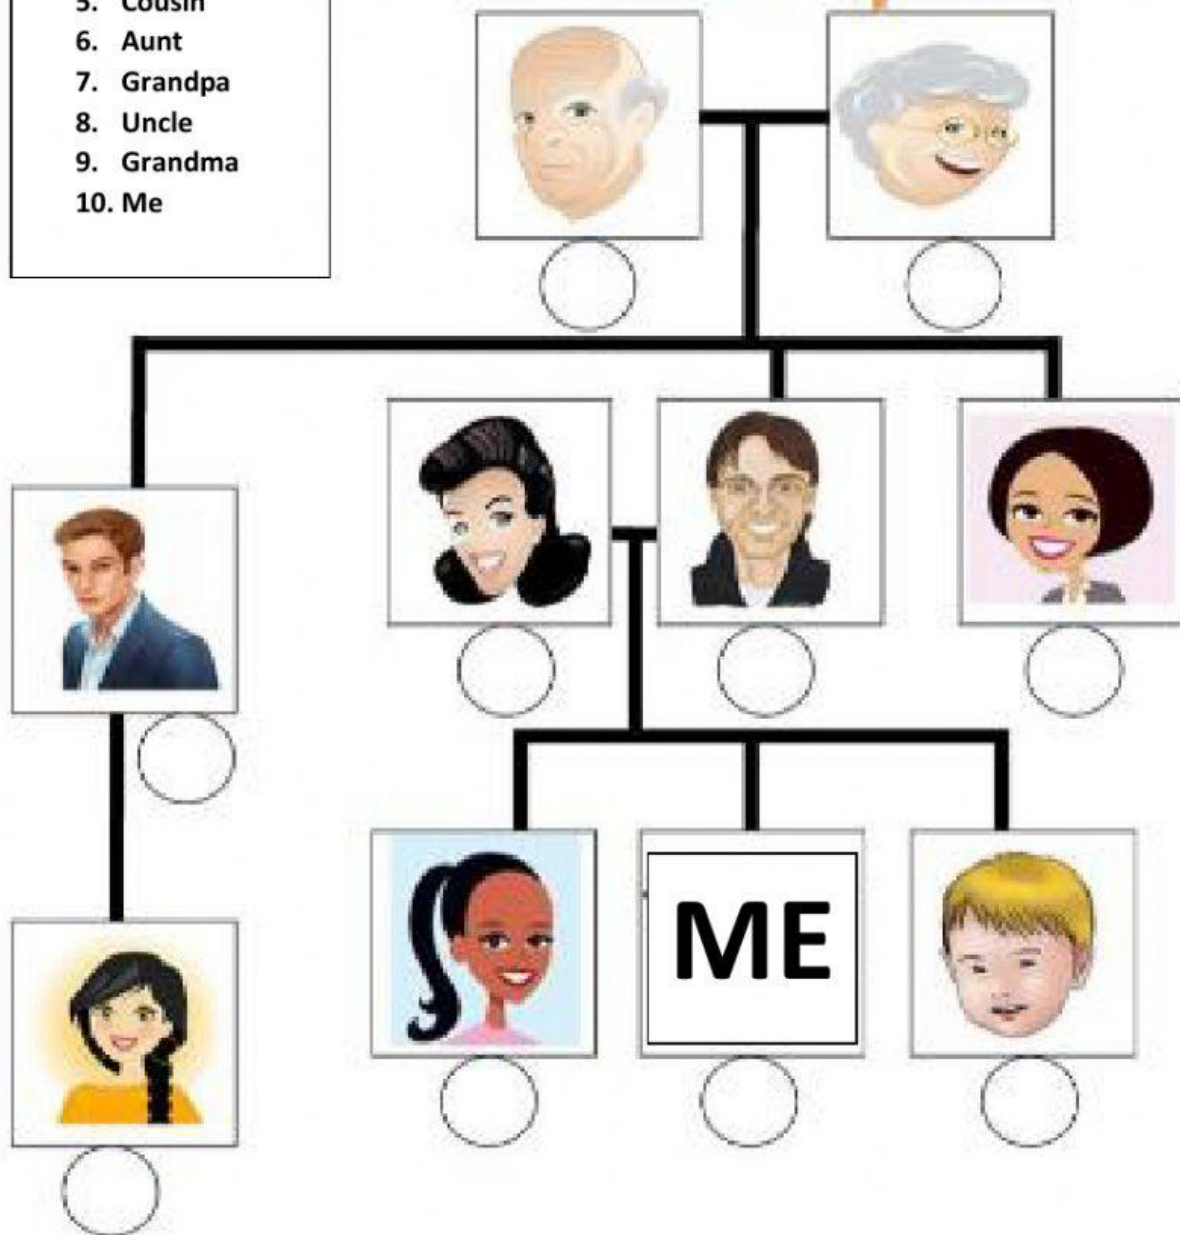 5. Cousin
6. Aunt
7. Grandpa
8. Uncle
9. Grandma
10. Me
ME